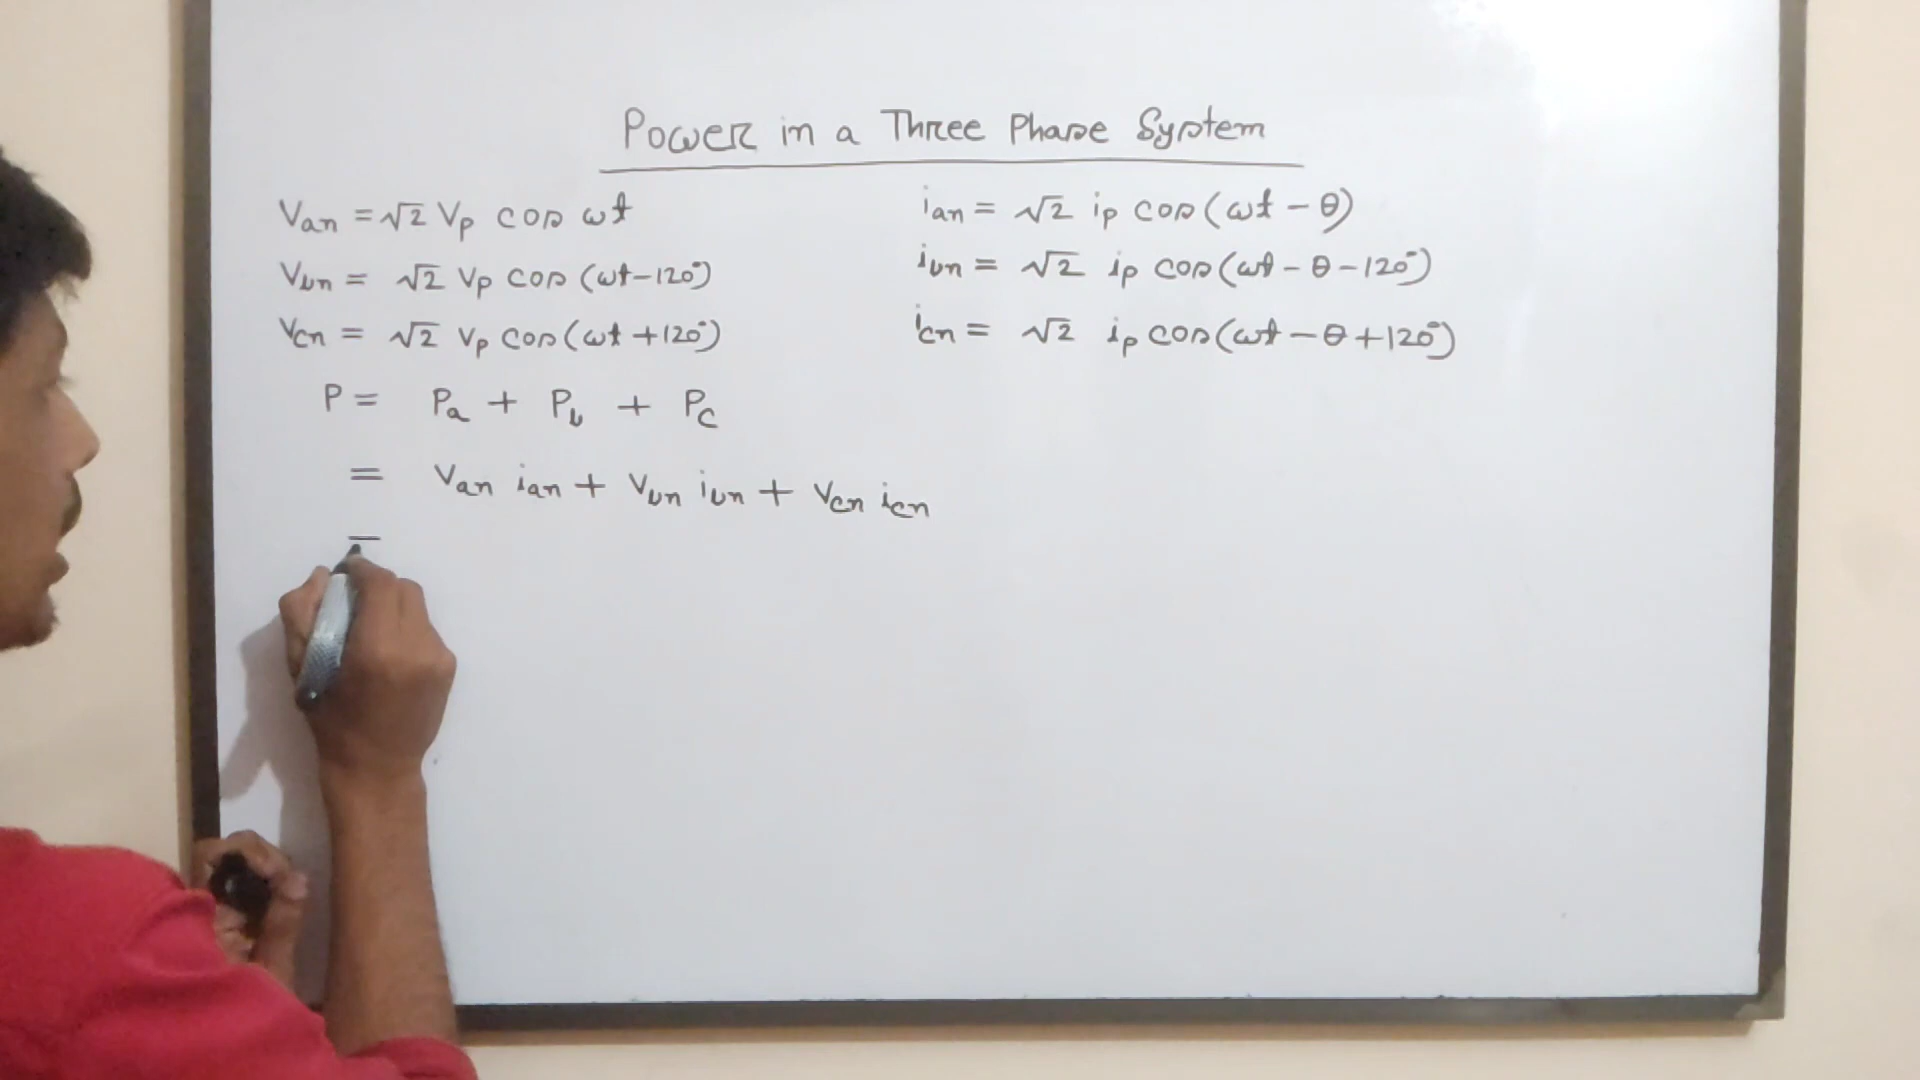 Power in a Three Phase System
Van = √2 Vp cos ωt
ian = √2 ip cos(ωt - θ)
Vbn = √2 Vp cos (ωt-120°)
ibn = √2 ip cos(ωt - θ - 120°)
Vcn = √2 Vp cos(ωt +120°)
icn = √2 ip cos(ωt - θ +120°)
P = Pa + Pb + Pc
= Van ian + Vbn ibn + Vcn icn